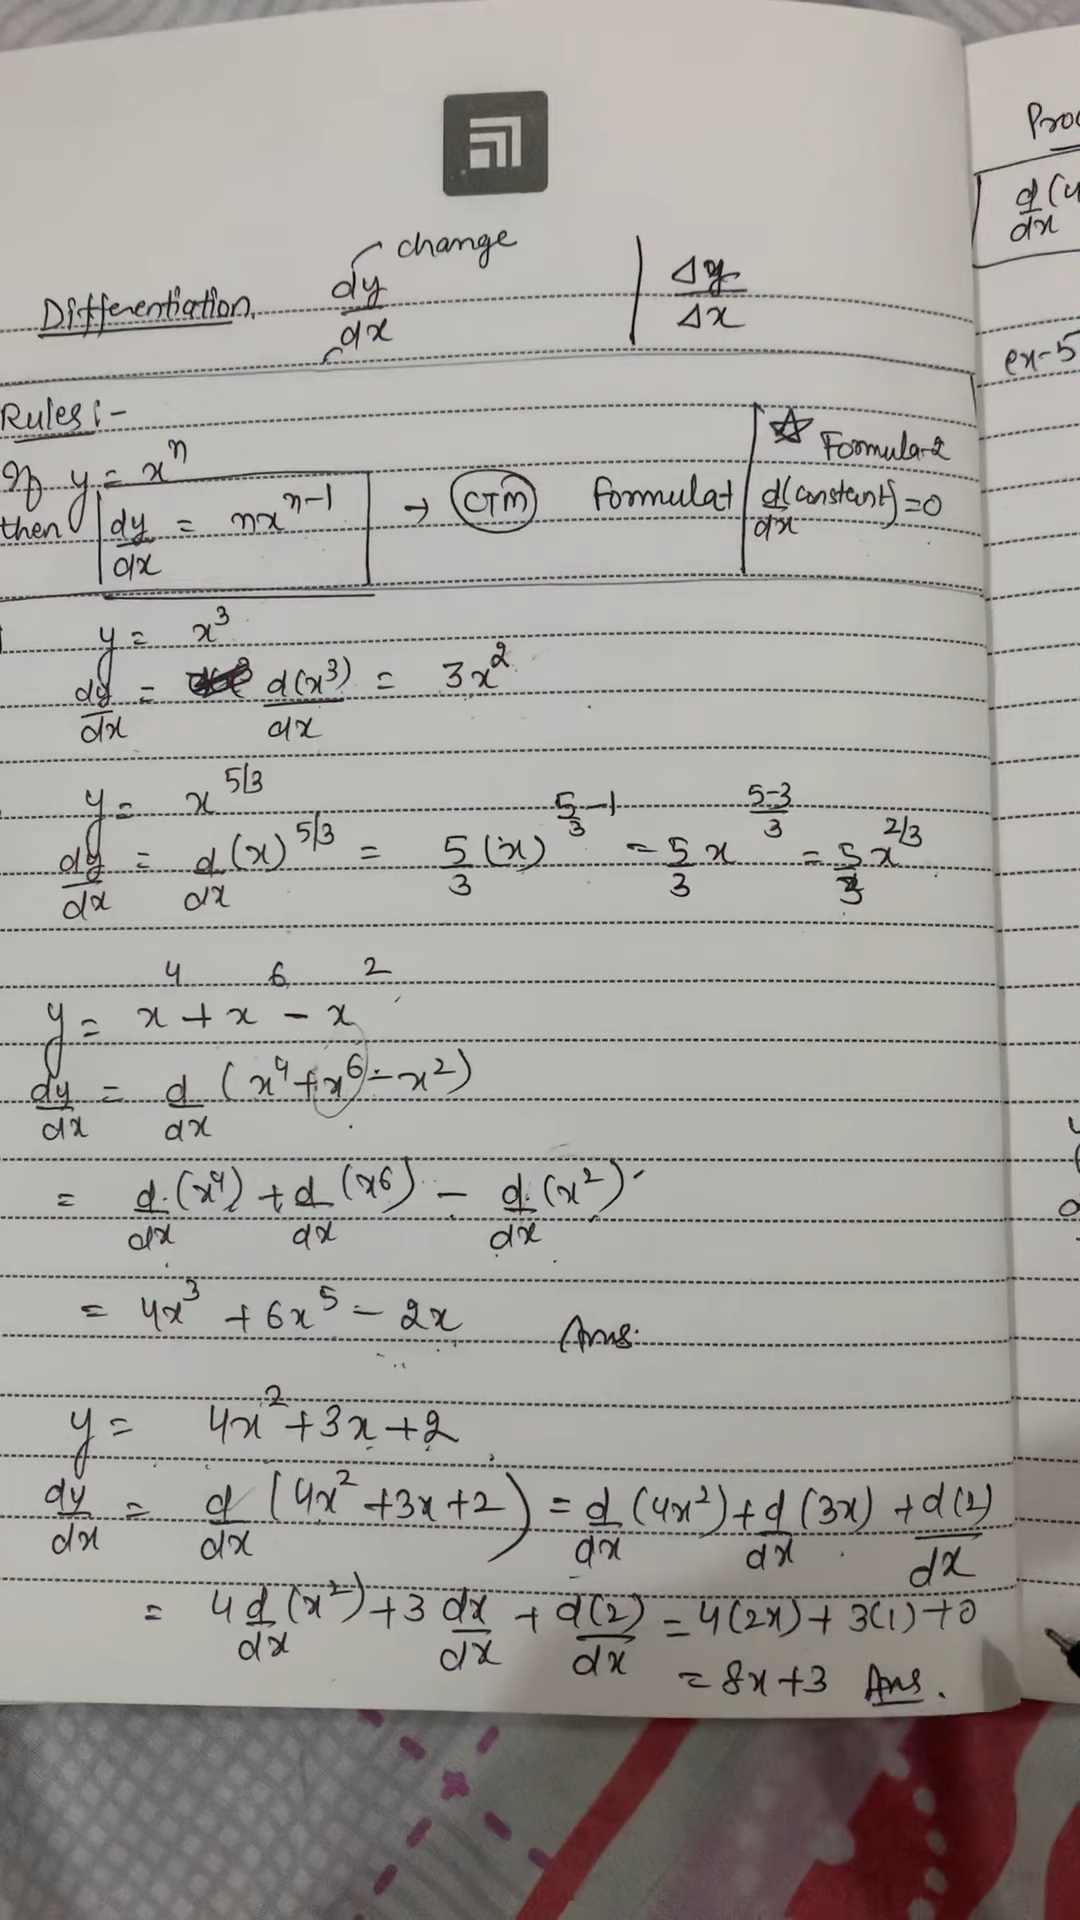 change
Differentiation. dy/dx | Δy/Δx
Rules :-
If y = x^n
then dy/dx = nx^(n-1) → GTM Formula 1
☆ Formula-2
d(constant)/dx = 0
y = x^3
dy/dx = d(x^3)/dx = 3x^2
y = x^(5/3)
dy/dx = d/dx (x)^(5/3) = 5/3 (x)^(5/3 - 1) = 5/3 x^((5-3)/3) = 5/3 x^(2/3)
y = x^4 + x^6 - x^2
dy/dx = d/dx (x^4 + x^6 - x^2)
= d/dx (x^4) + d/dx (x^6) - d/dx (x^2)
= 4x^3 + 6x^5 - 2x Ans.
y = 4x^2 + 3x + 2
dy/dx = d/dx (4x^2 + 3x + 2) = d/dx (4x^2) + d/dx (3x) + d(2)/dx
= 4 d/dx (x^2) + 3 dx/dx + d(2)/dx = 4(2x) + 3(1) + 0
= 8x + 3 Ans.
d/dx
ex-5